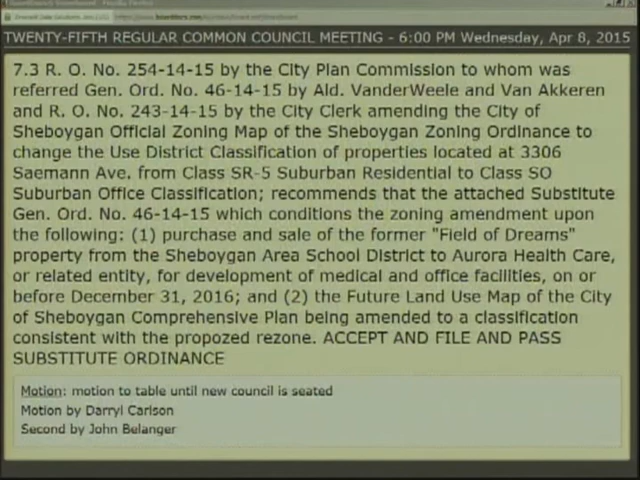 TWENTY-FIFTH REGULAR COMMON COUNCIL MEETING - 6:00 PM Wednesday, Apr 8, 2015
7.3 R. O. No. 254-14-15 by the City Plan Commission to whom was
referred Gen. Ord. No. 46-14-15 by Ald. VanderWeele and Van Akkeren
and R. O. No. 243-14-15 by the City Clerk amending the City of
Sheboygan Official Zoning Map of the Sheboygan Zoning Ordinance to
change the Use District Classification of properties located at 3306
Saemann Ave. from Class SR-5 Suburban Residential to Class SO
Suburban Office Classification; recommends that the attached Substitute
Gen. Ord. No. 46-14-15 which conditions the zoning amendment upon
the following: (1) purchase and sale of the former "Field of Dreams"
property from the Sheboygan Area School District to Aurora Health Care,
or related entity, for development of medical and office facilities, on or
before December 31, 2016; and (2) the Future Land Use Map of the City
of Sheboygan Comprehensive Plan being amended to a classification
consistent with the propozed rezone. ACCEPT AND FILE AND PASS
SUBSTITUTE ORDINANCE
Motion: motion to table until new council is seated
Motion by Darryl Carlson
Second by John Belanger